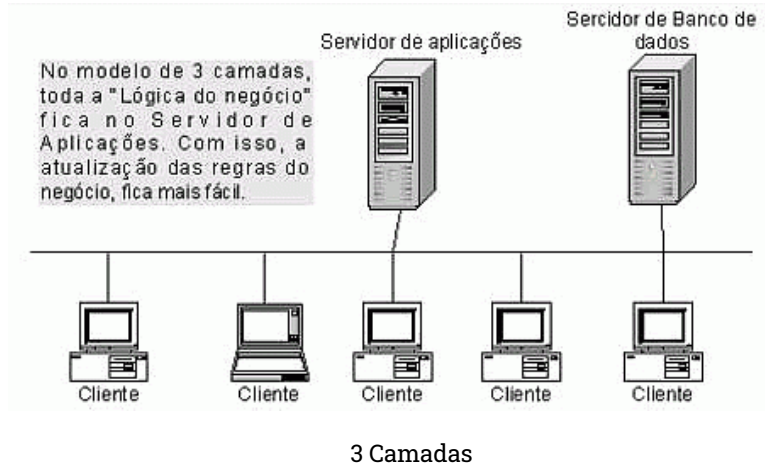 Sercidor de Banco de
dados
Servidor de aplicações
No modelo de 3 camadas,
toda a "Lógica do negócio"
fica no Servidor de
Aplicações. Com isso, a
atualização das regras do
negócio, fica mais fácil.
Cliente
Cliente
Cliente
Cliente
Cliente
3 Camadas